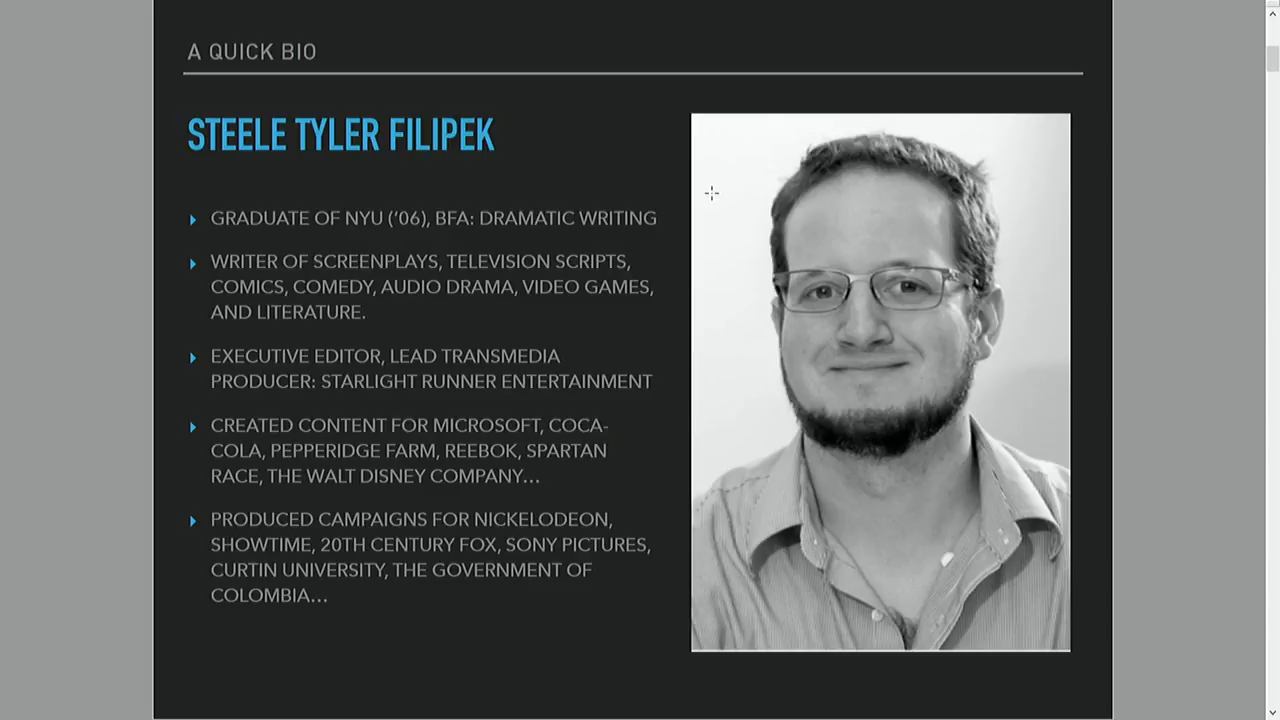 A QUICK BIO
STEELE TYLER FILIPEK
GRADUATE OF NYU (’06), BFA: DRAMATIC WRITING
WRITER OF SCREENPLAYS, TELEVISION SCRIPTS,
COMICS, COMEDY, AUDIO DRAMA, VIDEO GAMES,
AND LITERATURE.
EXECUTIVE EDITOR, LEAD TRANSMEDIA
PRODUCER: STARLIGHT RUNNER ENTERTAINMENT
CREATED CONTENT FOR MICROSOFT, COCA-
COLA, PEPPERIDGE FARM, REEBOK, SPARTAN
RACE, THE WALT DISNEY COMPANY…
PRODUCED CAMPAIGNS FOR NICKELODEON,
SHOWTIME, 20TH CENTURY FOX, SONY PICTURES,
CURTIN UNIVERSITY, THE GOVERNMENT OF
COLOMBIA…